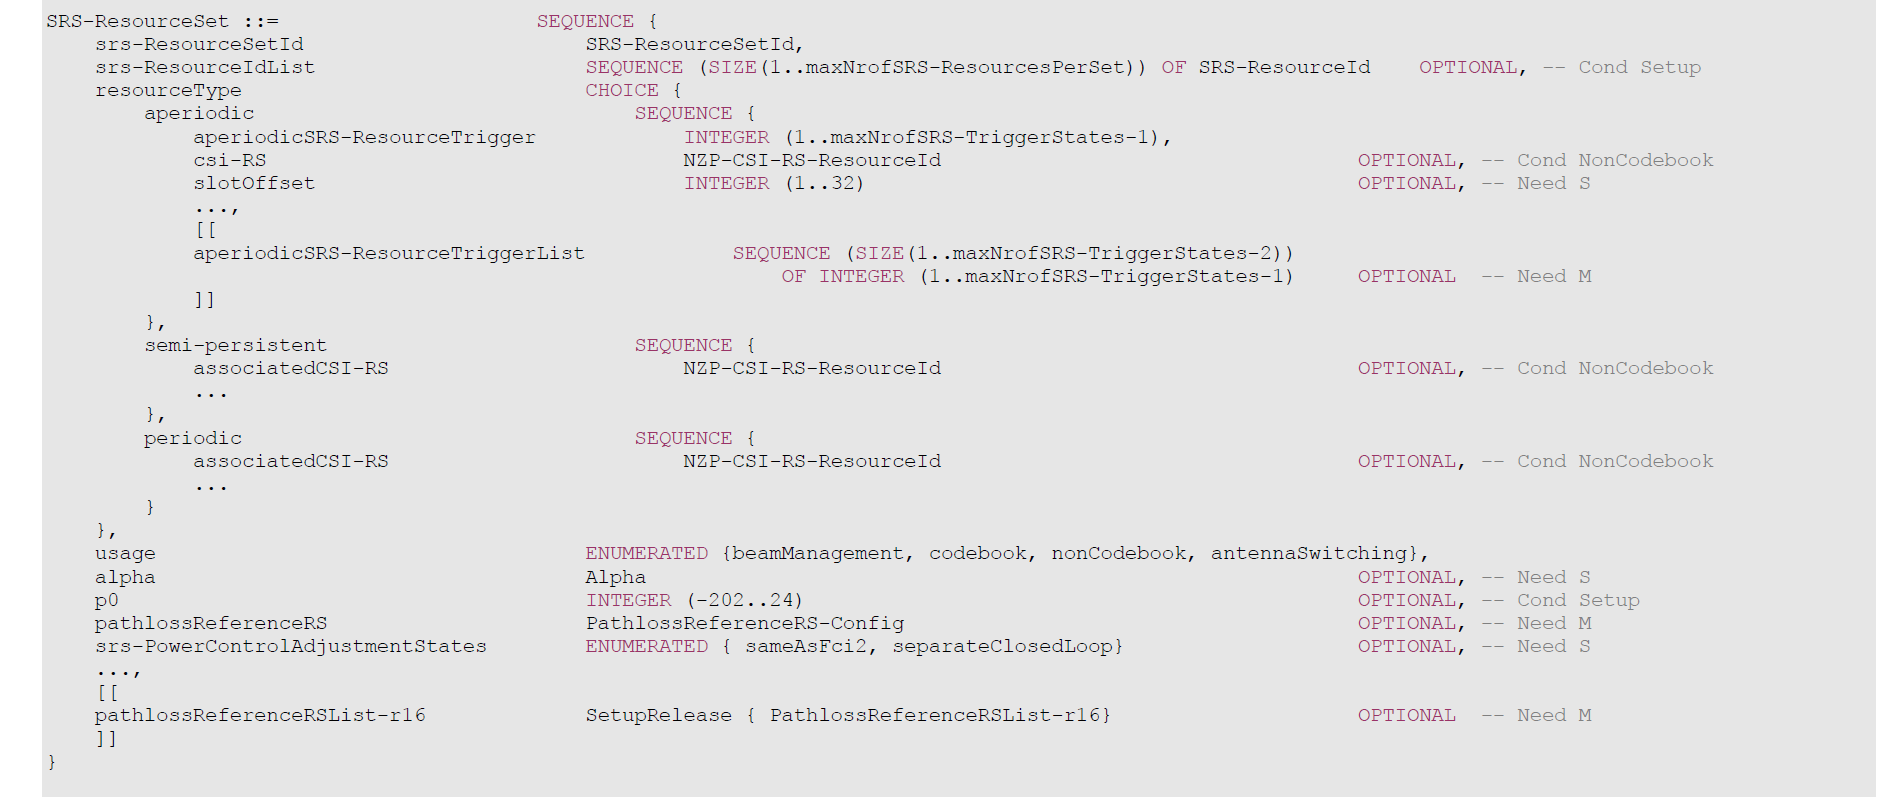 SRS-ResourceSet ::= SEQUENCE {
srs-ResourceSetId SRS-ResourceSetId,
srs-ResourceIdList SEQUENCE (SIZE(1..maxNrofSRS-ResourcesPerSet)) OF SRS-ResourceId OPTIONAL, -- Cond Setup
resourceType CHOICE {
aperiodic SEQUENCE {
aperiodicSRS-ResourceTrigger INTEGER (1..maxNrofSRS-TriggerStates-1),
csi-RS NZP-CSI-RS-ResourceId OPTIONAL, -- Cond NonCodebook
slotOffset INTEGER (1..32) OPTIONAL, -- Need S
...,
[[
aperiodicSRS-ResourceTriggerList SEQUENCE (SIZE(1..maxNrofSRS-TriggerStates-2))
OF INTEGER (1..maxNrofSRS-TriggerStates-1) OPTIONAL -- Need M
]]
},
semi-persistent SEQUENCE {
associatedCSI-RS NZP-CSI-RS-ResourceId OPTIONAL, -- Cond NonCodebook
...
},
periodic SEQUENCE {
associatedCSI-RS NZP-CSI-RS-ResourceId OPTIONAL, -- Cond NonCodebook
...
}
},
usage ENUMERATED {beamManagement, codebook, nonCodebook, antennaSwitching},
alpha Alpha OPTIONAL, -- Need S
p0 INTEGER (-202..24) OPTIONAL, -- Cond Setup
pathlossReferenceRS PathlossReferenceRS-Config OPTIONAL, -- Need M
srs-PowerControlAdjustmentStates ENUMERATED { sameAsFci2, separateClosedLoop} OPTIONAL, -- Need S
...,
[[
pathlossReferenceRSList-r16 SetupRelease { PathlossReferenceRSList-r16} OPTIONAL -- Need M
]]
}